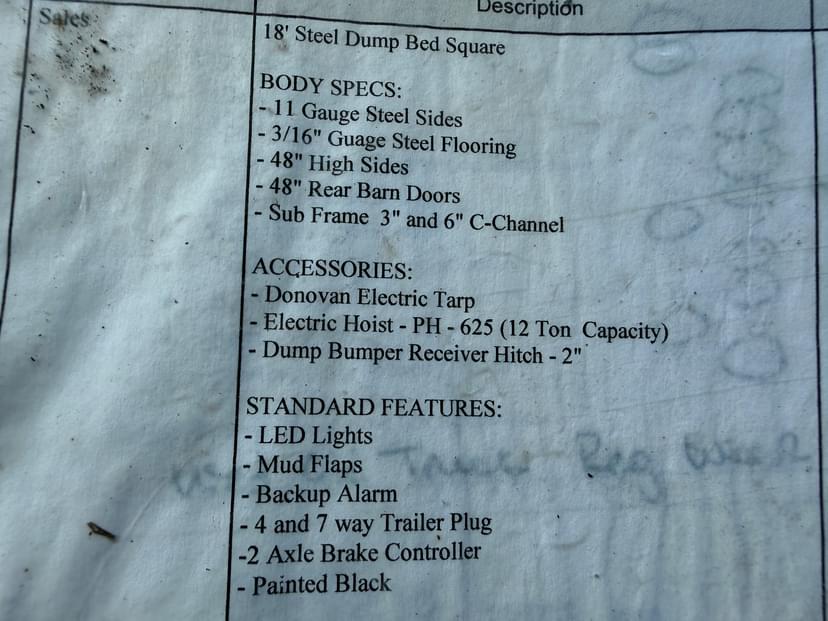 Description
Sales
18' Steel Dump Bed Square
BODY SPECS:
- 11 Gauge Steel Sides
- 3/16" Guage Steel Flooring
- 48" High Sides
- 48" Rear Barn Doors
- Sub Frame 3" and 6" C-Channel
ACCESSORIES:
- Donovan Electric Tarp
- Electric Hoist - PH - 625 (12 Ton Capacity)
- Dump Bumper Receiver Hitch - 2"
STANDARD FEATURES:
- LED Lights
- Mud Flaps
- Backup Alarm
- 4 and 7 way Trailer Plug
-2 Axle Brake Controller
- Painted Black